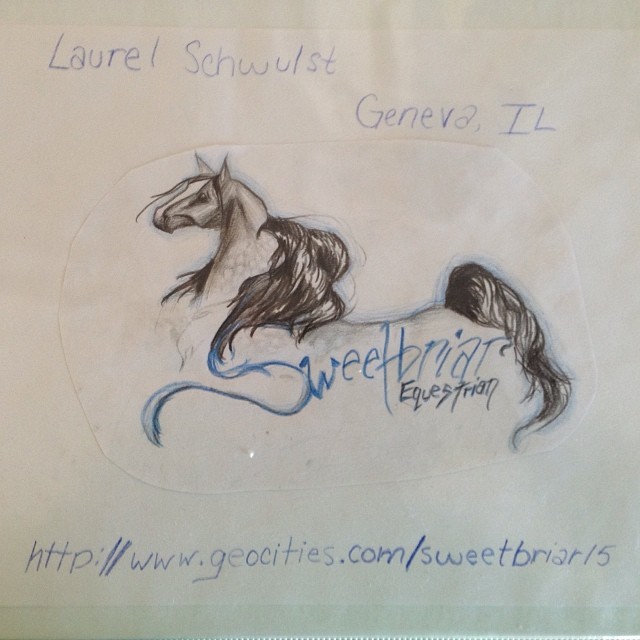 Laurel Schwulst
Geneva, IL
Sweetbriar
Equestrian
http://www.geocities.com/sweetbriar15